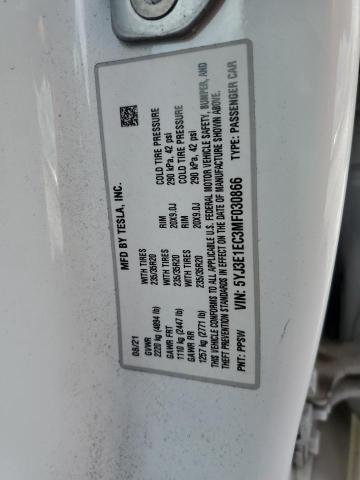 MFD BY TESLA, INC.
08/21
GVWR
2220 kg (4894 lb)
GAWR FRT WITH TIRES RIM COLD TIRE PRESSURE
1110 kg (2447 lb) 235/35R20 20X9.0J 290 kPa, 42 psi
GAWR RR WITH TIRES RIM COLD TIRE PRESSURE
1257 kg (2771 lb) 235/35R20 20X9.0J 290 kPa, 42 psi
THIS VEHICLE CONFORMS TO ALL APPLICABLE U.S. FEDERAL MOTOR VEHICLE SAFETY, BUMPER, AND
THEFT PREVENTION STANDARDS IN EFFECT ON THE DATE OF MANUFACTURE SHOWN ABOVE.
VIN: 5YJ3E1EC3MF030866 TYPE: PASSENGER CAR
PNT: PPSW